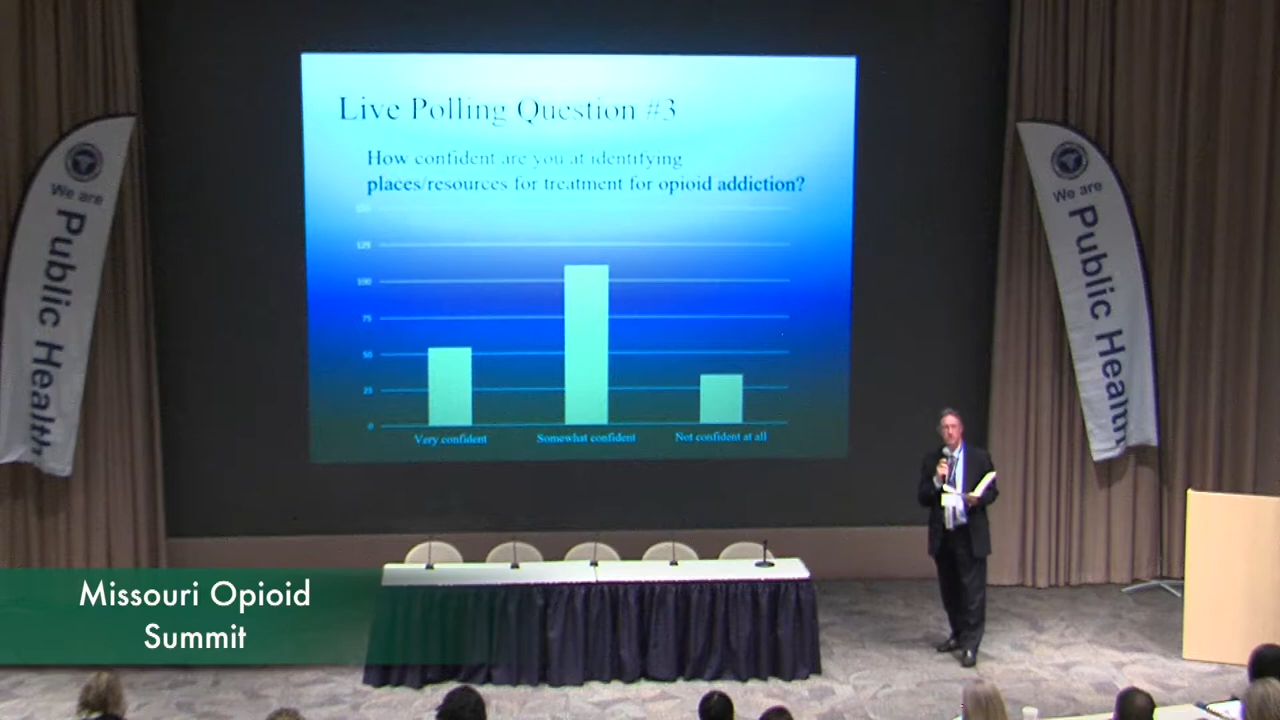 Live Polling Question #3
How confident are you at identifying
places/resources for treatment for opioid addiction?
150
125
100
75
50
25
0
Very confident
Somewhat confident
Not confident at all
We are
Public Health
We are
Public Health
Missouri Opioid
Summit